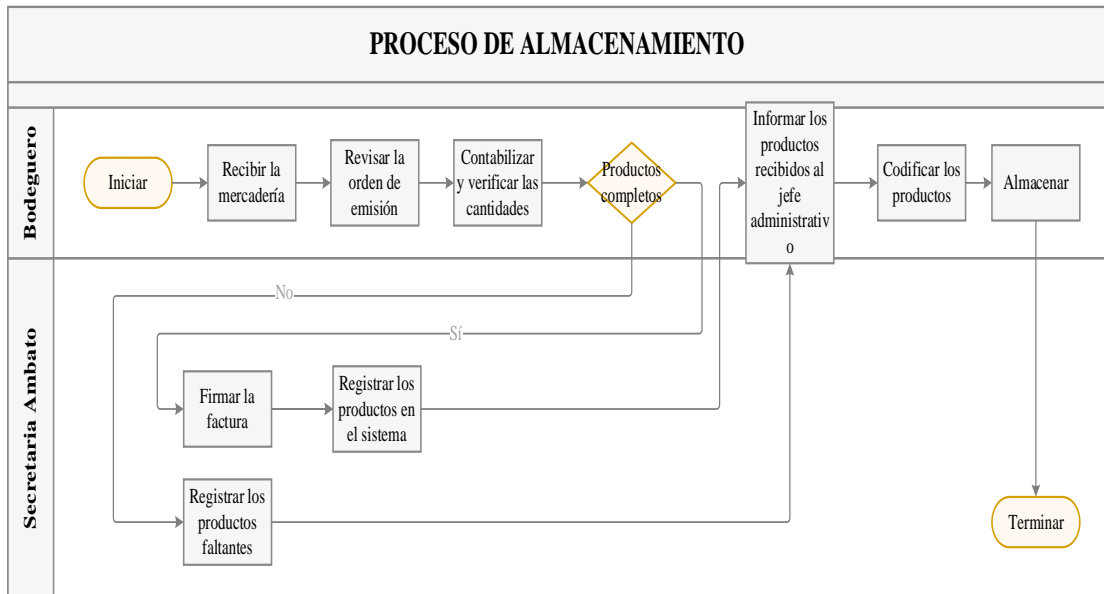 PROCESO DE ALMACENAMIENTO
Bodeguero
Iniciar
Recibir la
mercadería
Revisar la
orden de
emisión
Contabilizar
y verificar las
cantidades
Productos
completos
Informar los
productos
recibidos al
jefe
administrativ
o
Codificar los
productos
Almacenar
Secretaria Ambato
No
Sí
Firmar la
factura
Registrar los
productos en
el sistema
Registrar los
productos
faltantes
Terminar